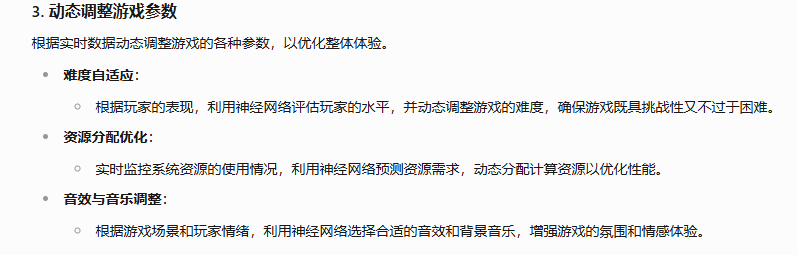 3. 动态调整游戏参数
根据实时数据动态调整游戏的各种参数，以优化整体体验。
难度自适应：
根据玩家的表现，利用神经网络评估玩家的水平，并动态调整游戏的难度，确保游戏既具挑战性又不过于困难。
资源分配优化：
实时监控系统资源的使用情况，利用神经网络预测资源需求，动态分配计算资源以优化性能。
音效与音乐调整：
根据游戏场景和玩家情绪，利用神经网络选择合适的音效和背景音乐，增强游戏的氛围和情感体验。